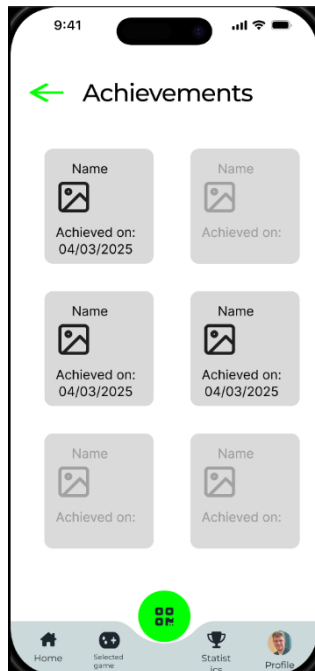 9:41
Achievements
Name
Achieved on:
04/03/2025
Name
Achieved on:
Name
Achieved on:
04/03/2025
Name
Achieved on:
04/03/2025
Name
Achieved on:
Name
Achieved on:
Home
Selected
game
Statist
ics
Profile